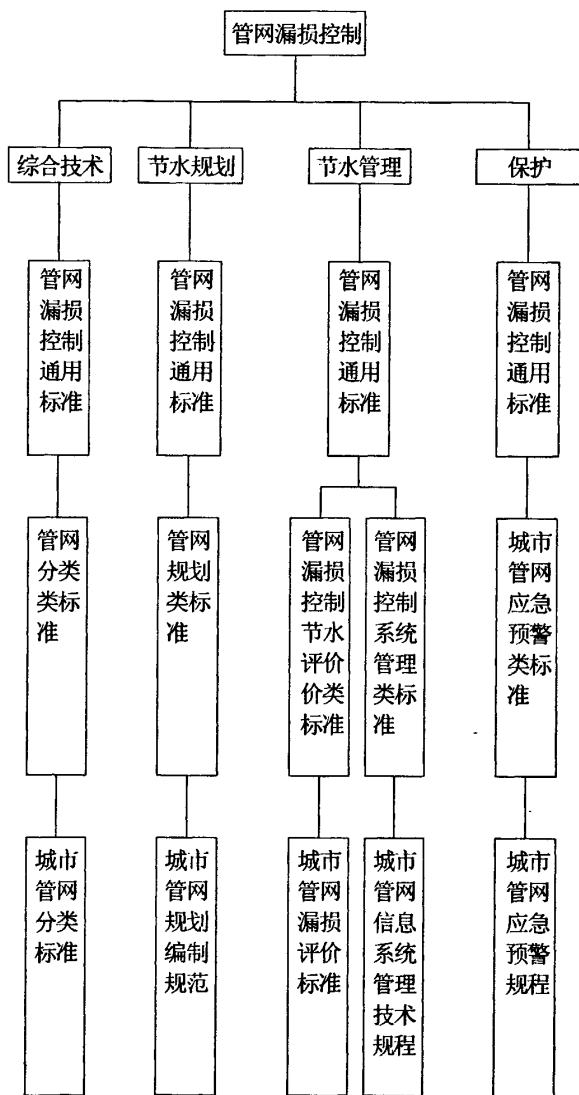 管网漏损控制
综合技术
节水规划
节水管理
保护
管网
漏损
控制
通用
标准
管网
漏损
控制
通用
标准
管网
漏损
控制
通用
标准
管网
漏损
控制
通用
标准
管网
分类
类标
准
管网
规划
类标
准
管网
漏损
控制
节水
评价
价类
标准
管网
漏损
控制
系统
管理
类标
准
城市
管网
应急
预警
类标
准
城市
管网
分类
标准
城市
管网
规划
编制
规范
城市
管网
漏损
评价
标准
城市
管网
信息
系统
管理
技术
规程
城市
管网
应急
预警
规程